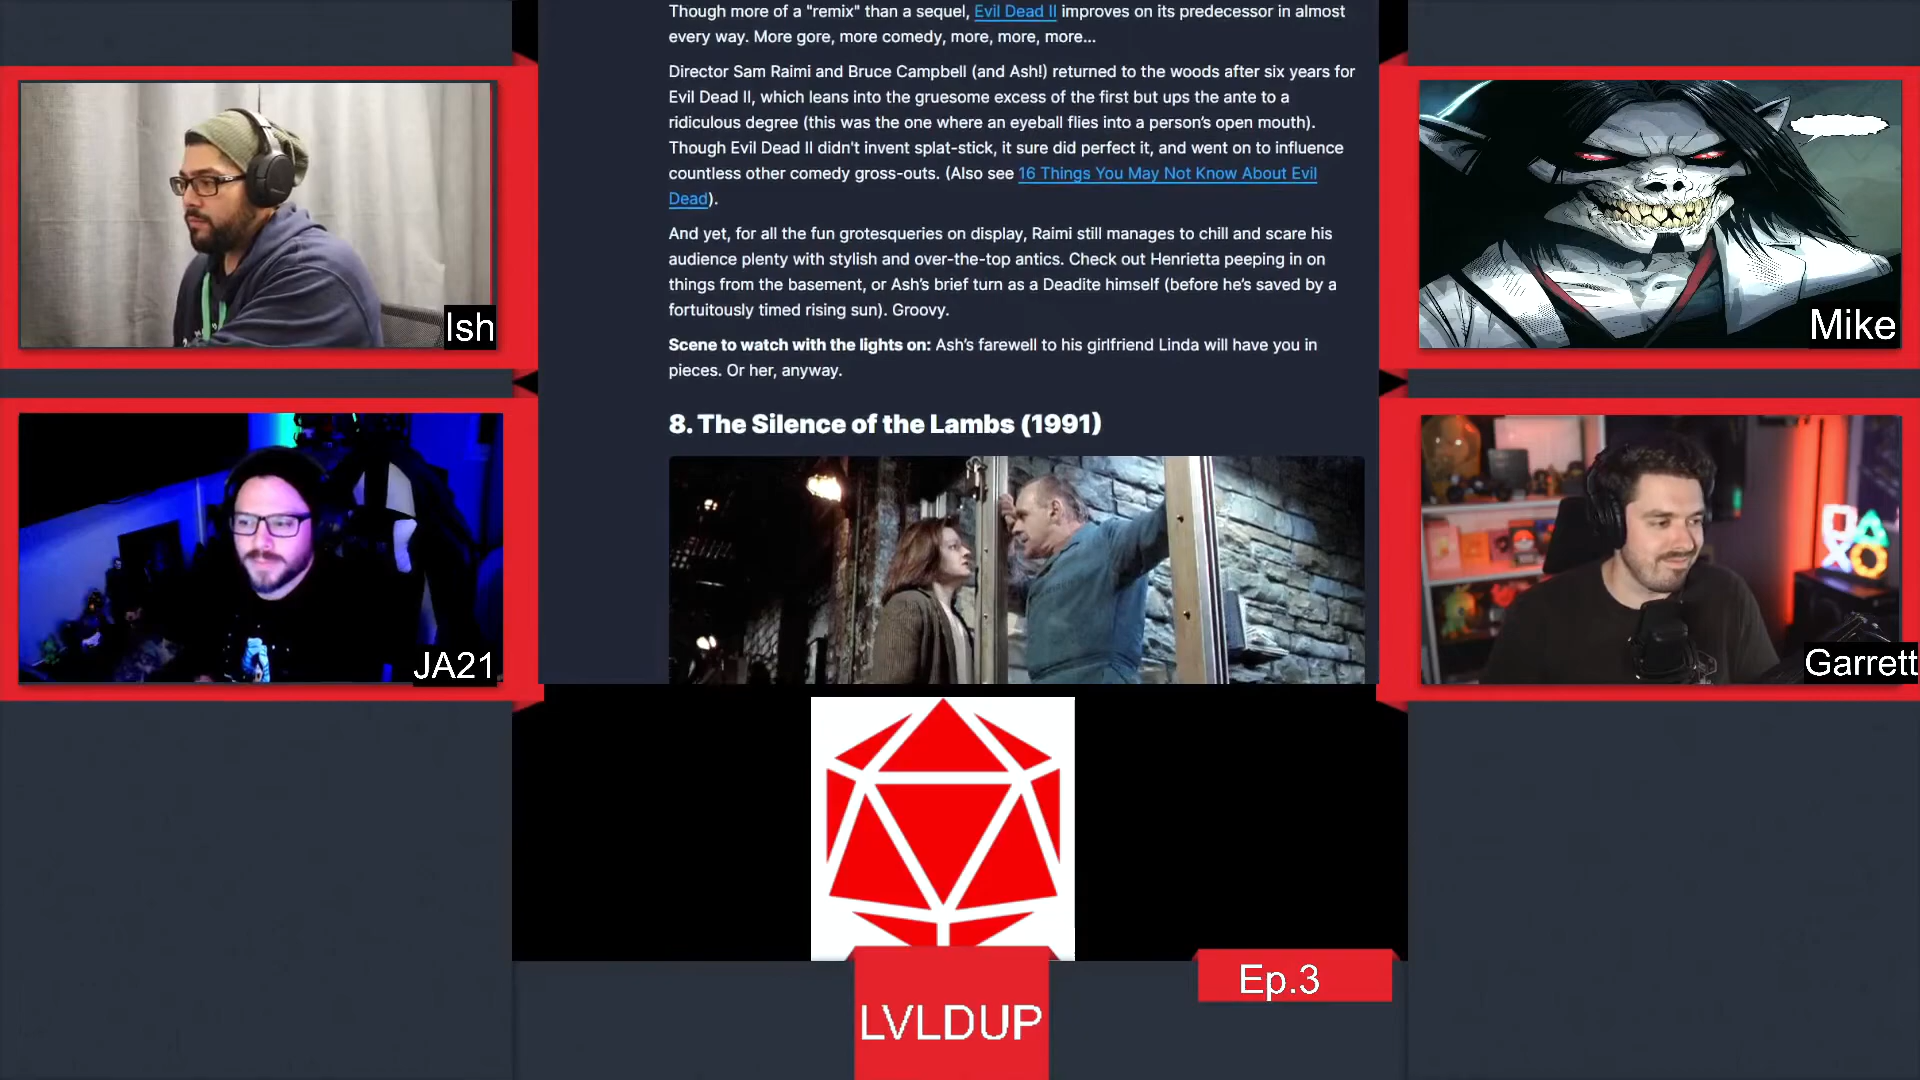 Though more of a "remix" than a sequel, Evil Dead II improves on its predecessor in almost
every way. More gore, more comedy, more, more, more...
Director Sam Raimi and Bruce Campbell (and Ash!) returned to the woods after six years for
Evil Dead II, which leans into the gruesome excess of the first but ups the ante to a
ridiculous degree (this was the one where an eyeball flies into a person's open mouth).
Though Evil Dead II didn't invent splat-stick, it sure did perfect it, and went on to influence
countless other comedy gross-outs. (Also see 16 Things You May Not Know About Evil
Dead).
And yet, for all the fun grotesqueries on display, Raimi still manages to chill and scare his
audience plenty with stylish and over-the-top antics. Check out Henrietta peeping in on
things from the basement, or Ash's brief turn as a Deadite himself (before he's saved by a
fortuitously timed rising sun). Groovy.
Scene to watch with the lights on: Ash's farewell to his girlfriend Linda will have you in
pieces. Or her, anyway.
8. The Silence of the Lambs (1991)
Ish
Mike
JA21
Garrett
Ep.3
LVLDUP